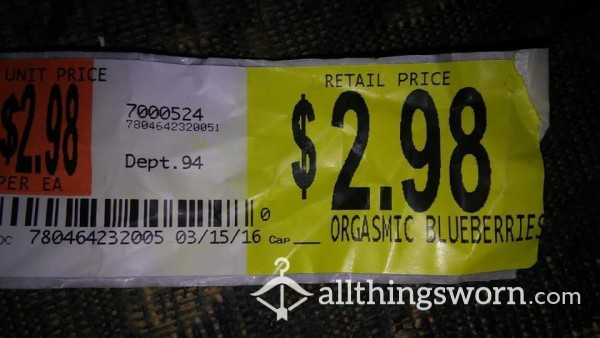 UNIT PRICE
$2.98
PER EA
7000524
7804642320051
Dept.94
780464232005 03/15/16 Cap
0
RETAIL PRICE
$2.98
ORGASMIC BLUEBERRIES
allthingsworn.com